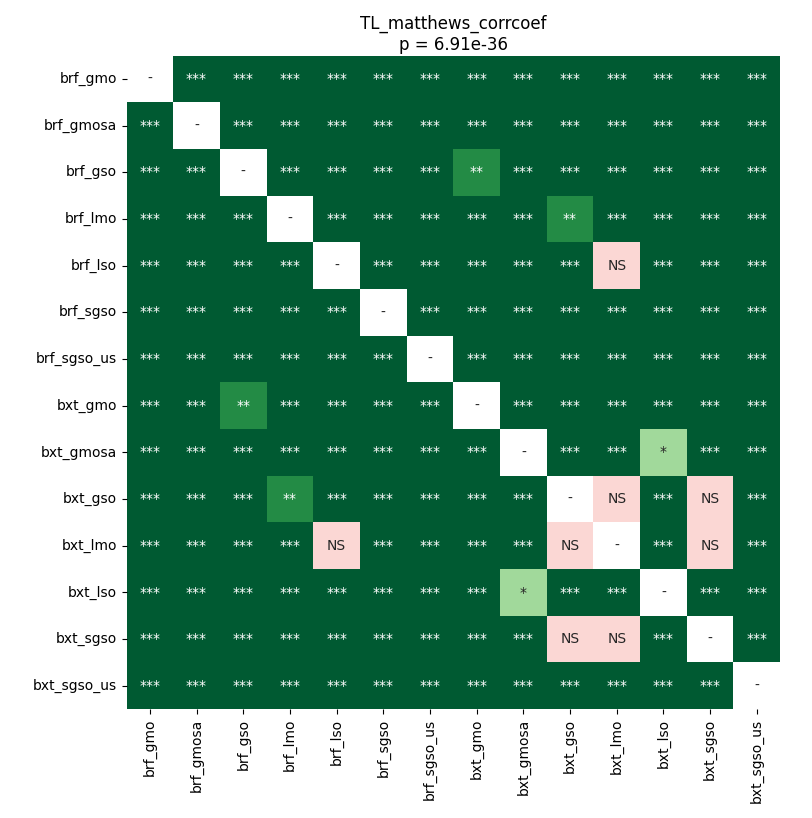 TL_matthews_corrcoef
p = 6.91e-36
brf_gmo - *** *** *** *** *** *** *** *** *** *** *** *** ***
brf_gmosa *** - *** *** *** *** *** *** *** *** *** *** *** ***
brf_gso *** *** - *** *** *** *** ** *** *** *** *** *** ***
brf_lmo *** *** *** - *** *** *** *** *** ** *** *** *** ***
brf_lso *** *** *** *** - *** *** *** *** *** NS *** *** ***
brf_sgso *** *** *** *** *** - *** *** *** *** *** *** *** ***
brf_sgso_us *** *** *** *** *** *** - *** *** *** *** *** *** ***
bxt_gmo *** *** ** *** *** *** *** - *** *** *** *** *** ***
bxt_gmosa *** *** *** *** *** *** *** *** - *** *** * *** ***
bxt_gso *** *** *** ** *** *** *** *** *** - NS *** NS ***
bxt_lmo *** *** *** *** NS *** *** *** *** NS - *** NS ***
bxt_lso *** *** *** *** *** *** *** *** * *** *** - *** ***
bxt_sgso *** *** *** *** *** *** *** *** *** NS NS *** - ***
bxt_sgso_us *** *** *** *** *** *** *** *** *** *** *** *** *** -
brf_gmo
brf_gmosa
brf_gso
brf_lmo
brf_lso
brf_sgso
brf_sgso_us
bxt_gmo
bxt_gmosa
bxt_gso
bxt_lmo
bxt_lso
bxt_sgso
bxt_sgso_us